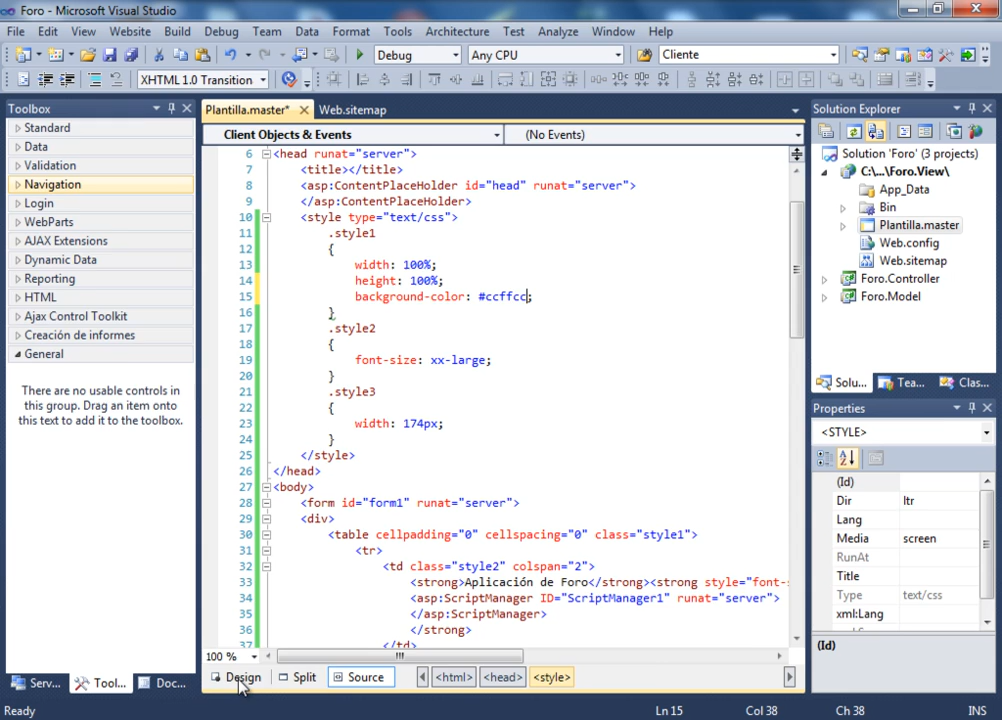 Foro - Microsoft Visual Studio
File Edit View Website Build Debug Team Data Format Tools Architecture Test Analyze Window Help
Debug Any CPU Cliente
XHTML 1.0 Transition
Toolbox
Standard
Data
Validation
Navigation
Login
WebParts
AJAX Extensions
Dynamic Data
Reporting
HTML
Ajax Control Toolkit
Creación de informes
General
There are no usable controls in
this group. Drag an item onto
this text to add it to the toolbox.
Serv... Tool... Doc...
Plantilla.master* Web.sitemap
Client Objects & Events (No Events)
6 <head runat="server">
7 <title></title>
8 <asp:ContentPlaceHolder id="head" runat="server">
9 </asp:ContentPlaceHolder>
10 <style type="text/css">
11 .style1
12 {
13 width: 100%;
14 height: 100%;
15 background-color: #ccffcc;
16 }
17 .style2
18 {
19 font-size: xx-large;
20 }
21 .style3
22 {
23 width: 174px;
24 }
25 </style>
26 </head>
27 <body>
28 <form id="form1" runat="server">
29 <div>
30 <table cellpadding="0" cellspacing="0" class="style1">
31 <tr>
32 <td class="style2" colspan="2">
33 <strong>Aplicación de Foro</strong><strong style="font-s
34 <asp:ScriptManager ID="ScriptManager1" runat="server">
35 </asp:ScriptManager>
36 </strong>
37 </td>
100 %
Design Split Source <html> <head> <style>
Solution Explorer
Solution 'Foro' (3 projects)
C:\...\Foro.View\
App_Data
Bin
Plantilla.master
Web.config
Web.sitemap
Foro.Controller
Foro.Model
Solu... Tea... Clas...
Properties
<STYLE>
(Id)
Dir ltr
Lang
Media screen
RunAt
Title
Type text/css
xml:Lang
(Id)
Ready Ln 15 Col 38 Ch 38 INS